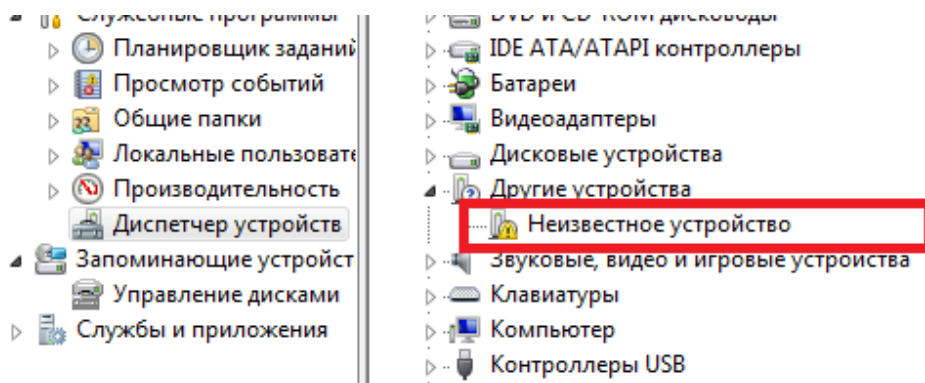 Служебные программы
Планировщик заданий
Просмотр событий
Общие папки
Локальные пользовате
Производительность
Диспетчер устройств
Запоминающие устройст
Управление дисками
Службы и приложения
DVD и CD-ROM дисководы
IDE ATA/ATAPI контроллеры
Батареи
Видеоадаптеры
Дисковые устройства
Другие устройства
Неизвестное устройство
Звуковые, видео и игровые устройства
Клавиатуры
Компьютер
Контроллеры USB